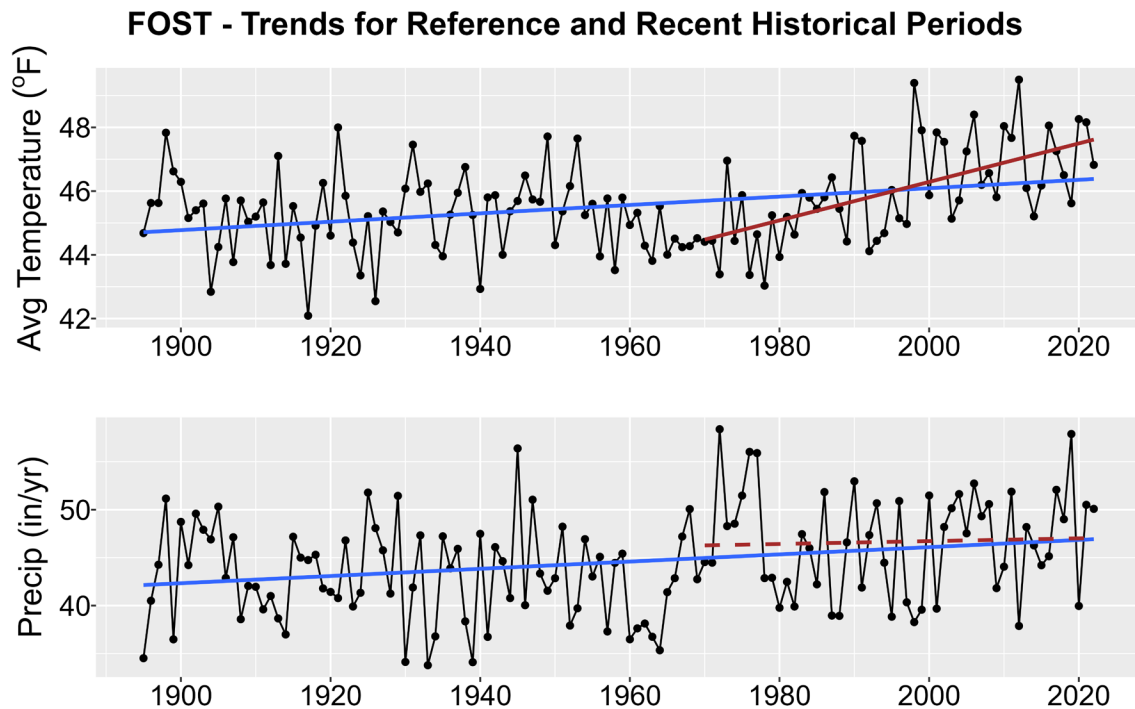 FOST - Trends for Reference and Recent Historical Periods
Avg Temperature (°F)
48
46
44
42
1900 1920 1940 1960 1980 2000 2020
Precip (in/yr)
50
40
1900 1920 1940 1960 1980 2000 2020